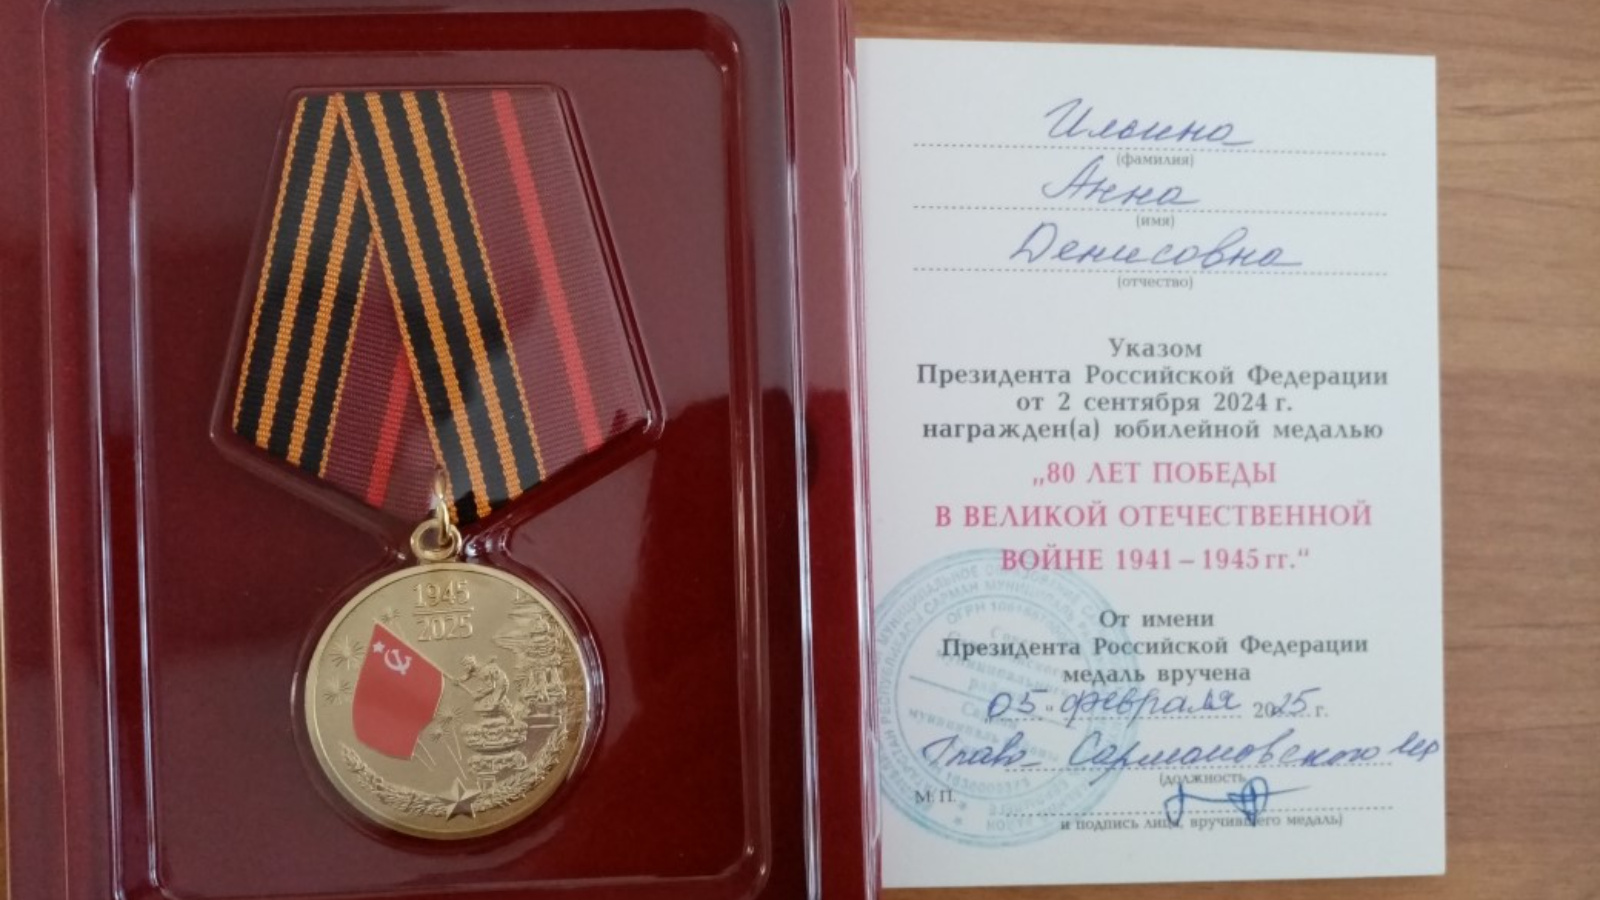 1945
2025
Ильина
(фамилия)
Анна
(имя)
Денисовна
(отчество)
Указом
Президента Российской Федерации
от 2 сентября 2024 г.
награжден(а) юбилейной медалью
„80 ЛЕТ ПОБЕДЫ
В ВЕЛИКОЙ ОТЕЧЕСТВЕННОЙ
ВОЙНЕ 1941 – 1945 гг.“
От имени
Президента Российской Федерации
медаль вручена
„05“ февраля 2025 г.
Глава Сармановского
(должность
М. П.
и подпись лица, вручившего медаль)